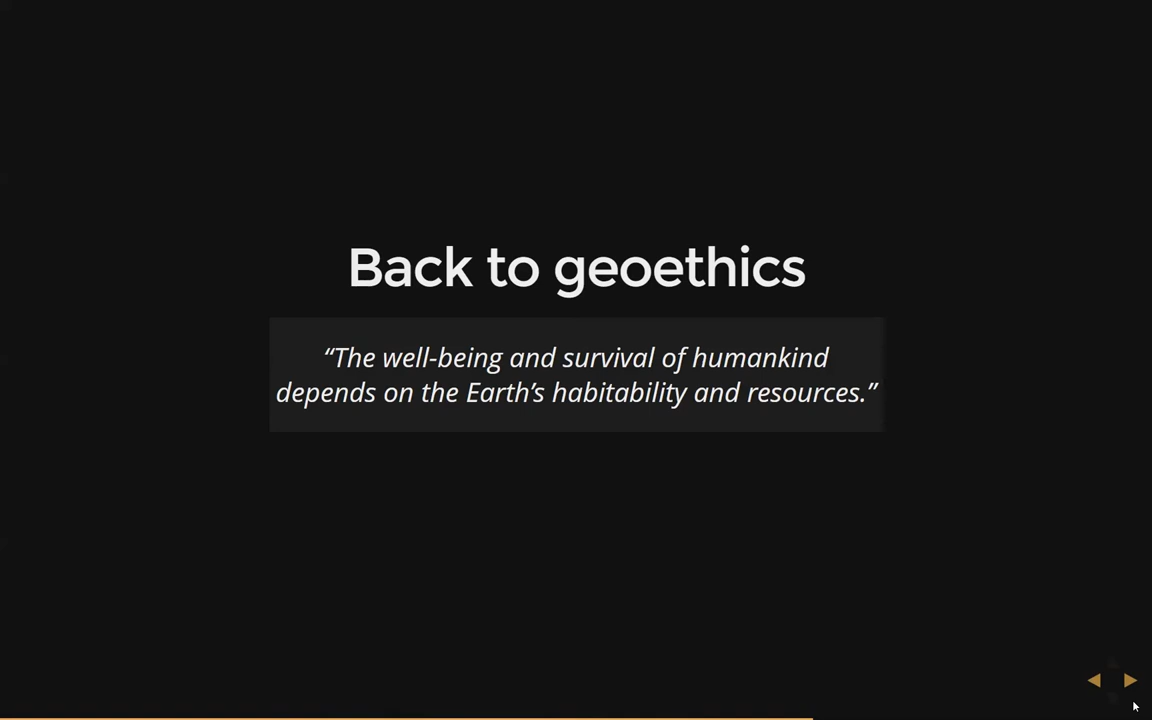 Back to geoethics
“The well-being and survival of humankind
depends on the Earth’s habitability and resources.”